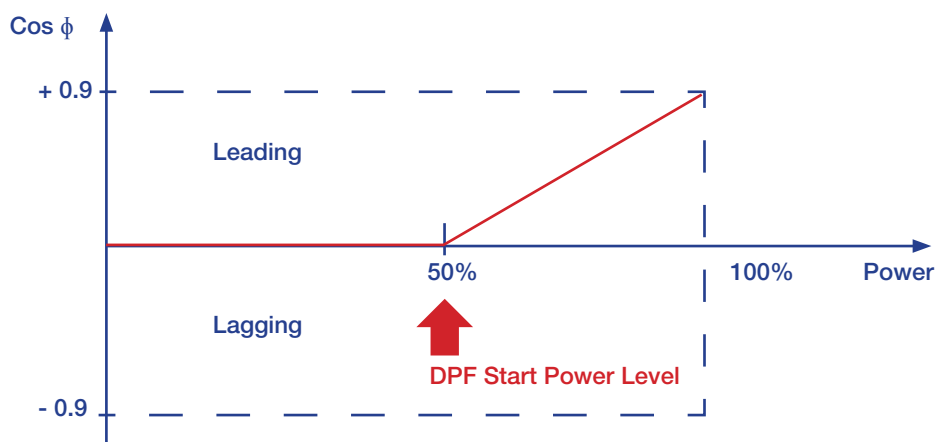 Cos ϕ
+ 0.9
Leading
50%
100%
Power
Lagging
DPF Start Power Level
- 0.9